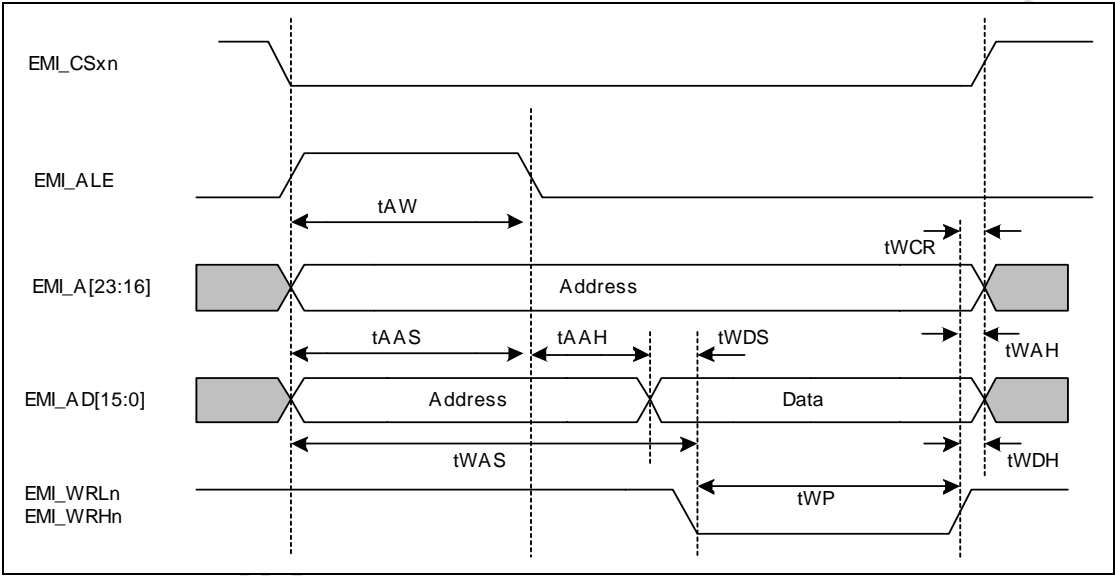 EMI_CSxn
EMI_ALE
tAW
tWCR
EMI_A[23:16]
Address
tAAS
tAAH
tWDS
tWAH
EMI_AD[15:0]
Address
Data
tWAS
tWDH
EMI_WRLn
EMI_WRHn
tWP